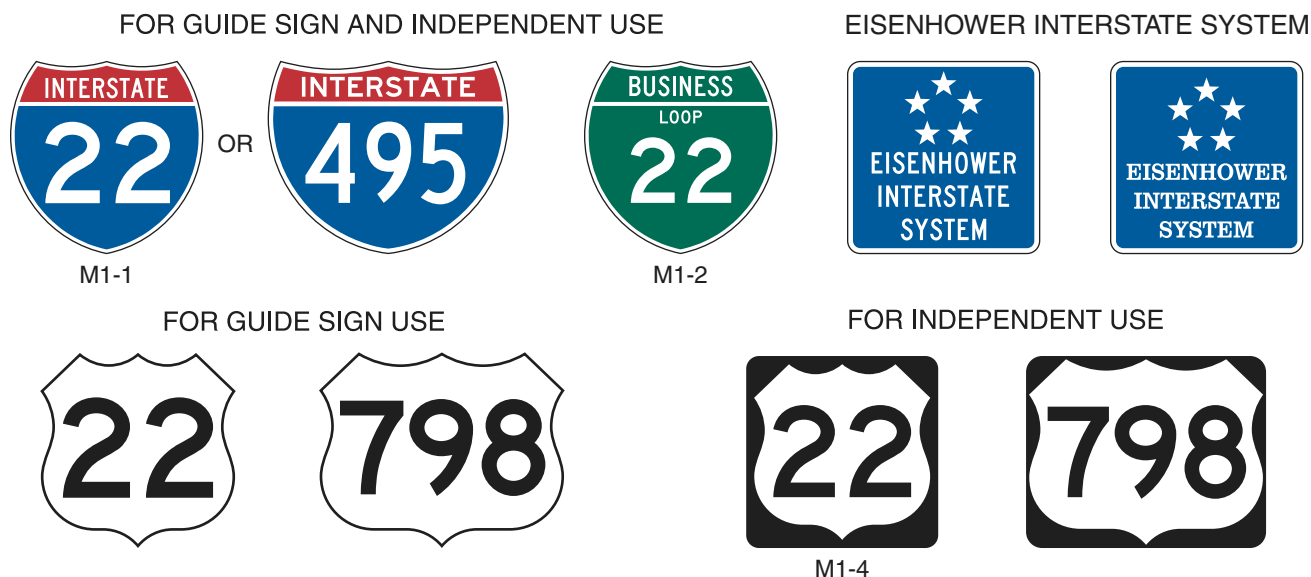 FOR GUIDE SIGN AND INDEPENDENT USE
INTERSTATE
22
OR
INTERSTATE
495
BUSINESS
LOOP
22
M1-1
M1-2
EISENHOWER INTERSTATE SYSTEM
EISENHOWER
INTERSTATE
SYSTEM
EISENHOWER
INTERSTATE
SYSTEM
FOR GUIDE SIGN USE
22
798
FOR INDEPENDENT USE
22
798
M1-4